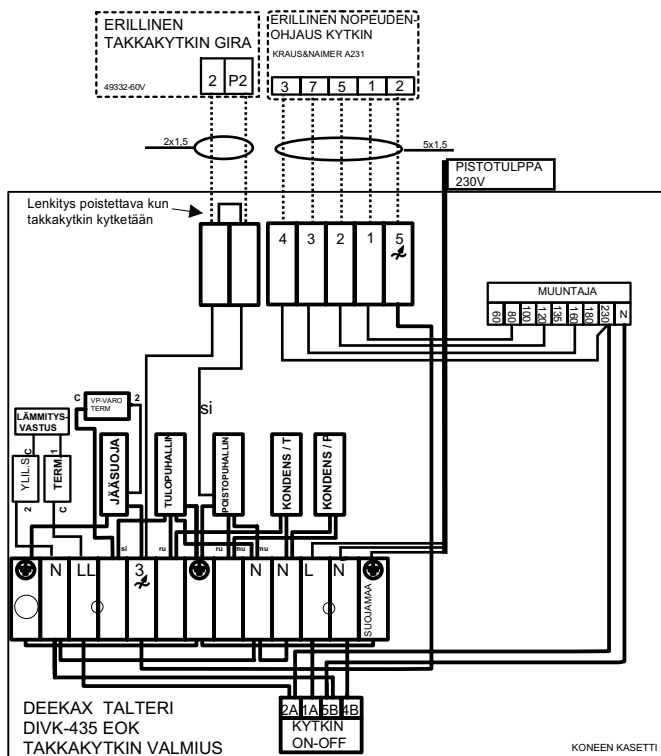 ERILLINEN
TAKKAKYTKIN GIRA
49332-60V
2 P2
ERILLINEN NOPEUDEN-
OHJAUS KYTKIN
KRAUS&NAIMER A231
3 7 5 1 2
2x1,5
5x1,5
PISTOTULPPA
230V
Lenkitys poistettava kun
takkakytkin kytketään
4 3 2 1 5
MUUNTAJA
60 80 100 120 135 160 180 230 N
C VP-VARO 2
TERM
si
LÄMMITYS-
VASTUS
C 1
YLIL.S
TERM.
2 C
JÄÄSUOJA
TULOPUHALLIN
POISTOPUHALLIN
KONDENS / T
KONDENS / P
si ru ru mu mu
N LL 3 N N L N
SUOJAMAA
2A 1A 5B 4B
KYTKIN
ON-OFF
DEEKAX TALTERI
DIVK-435 EOK
TAKKAKYTKIN VALMIUS
KONEEN KASETTI